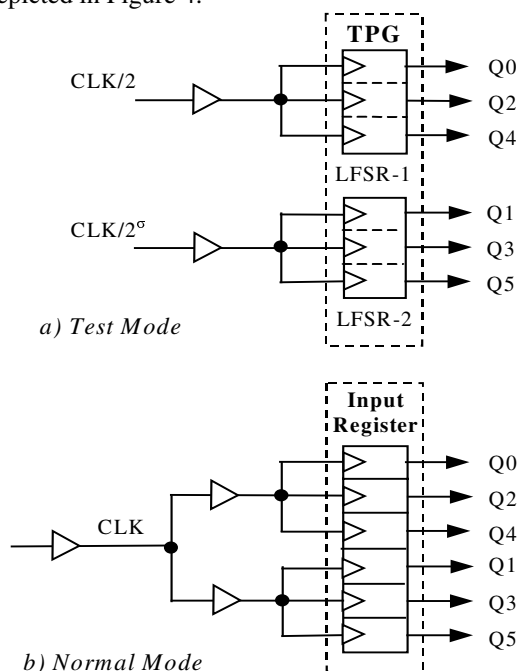 epicted in Figure 4.
TPG
CLK/2
Q0
Q2
Q4
LFSR-1
CLK/2σ
Q1
Q3
Q5
LFSR-2
a) Test Mode
Input
Register
Q0
Q2
Q4
CLK
Q1
Q3
Q5
b) Normal Mode